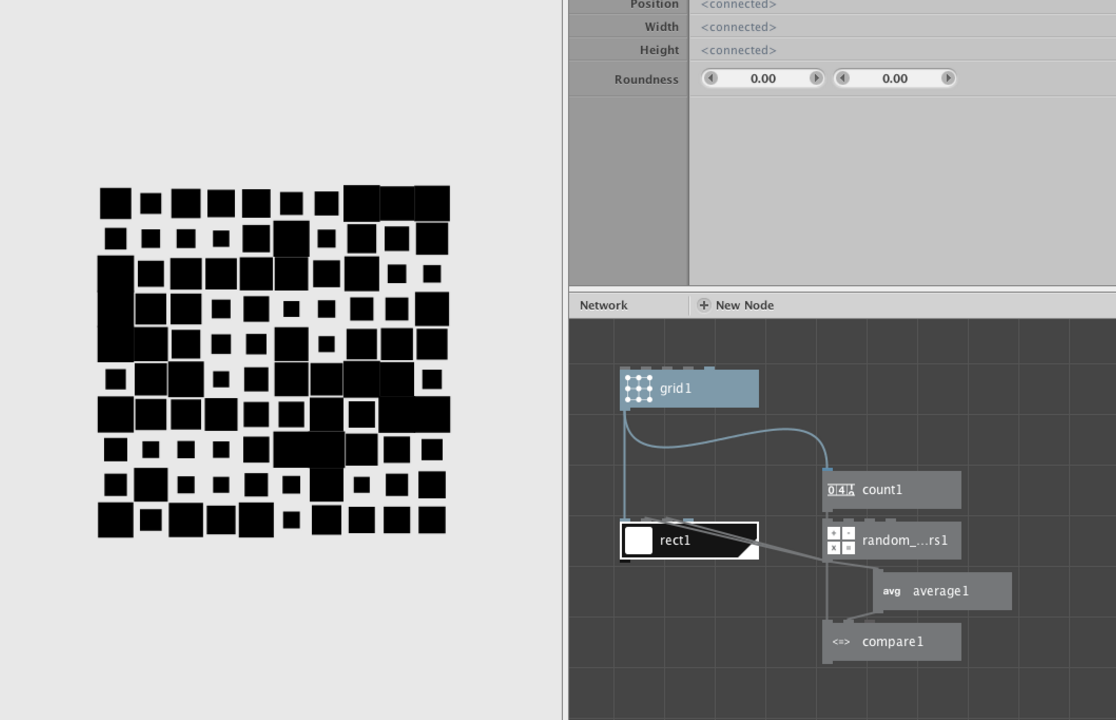 Position <connected>
Width <connected>
Height <connected>
Roundness 0.00 0.00
Network New Node
grid1
count1
rect1 random_...rs1
+ -
x =
avg average1
<=> compare1